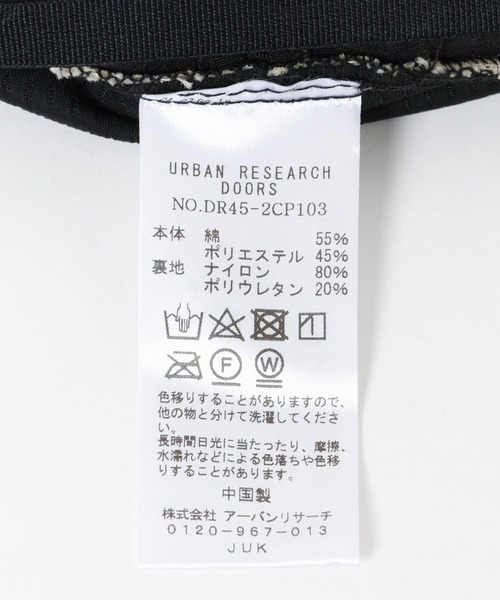 URBAN RESEARCH
DOORS
NO.DR45-2CP103
本体 綿 55%
ポリエステル 45%
裏地 ナイロン 80%
ポリウレタン 20%
F W
色移りすることがありますので、
他の物と分けて洗濯してください。
長時間日光に当たったり、摩擦、
水濡れなどによる色落ちや色移
りすることがあります。
中国製
株式会社 アーバンリサーチ
0120-967-013
JUK